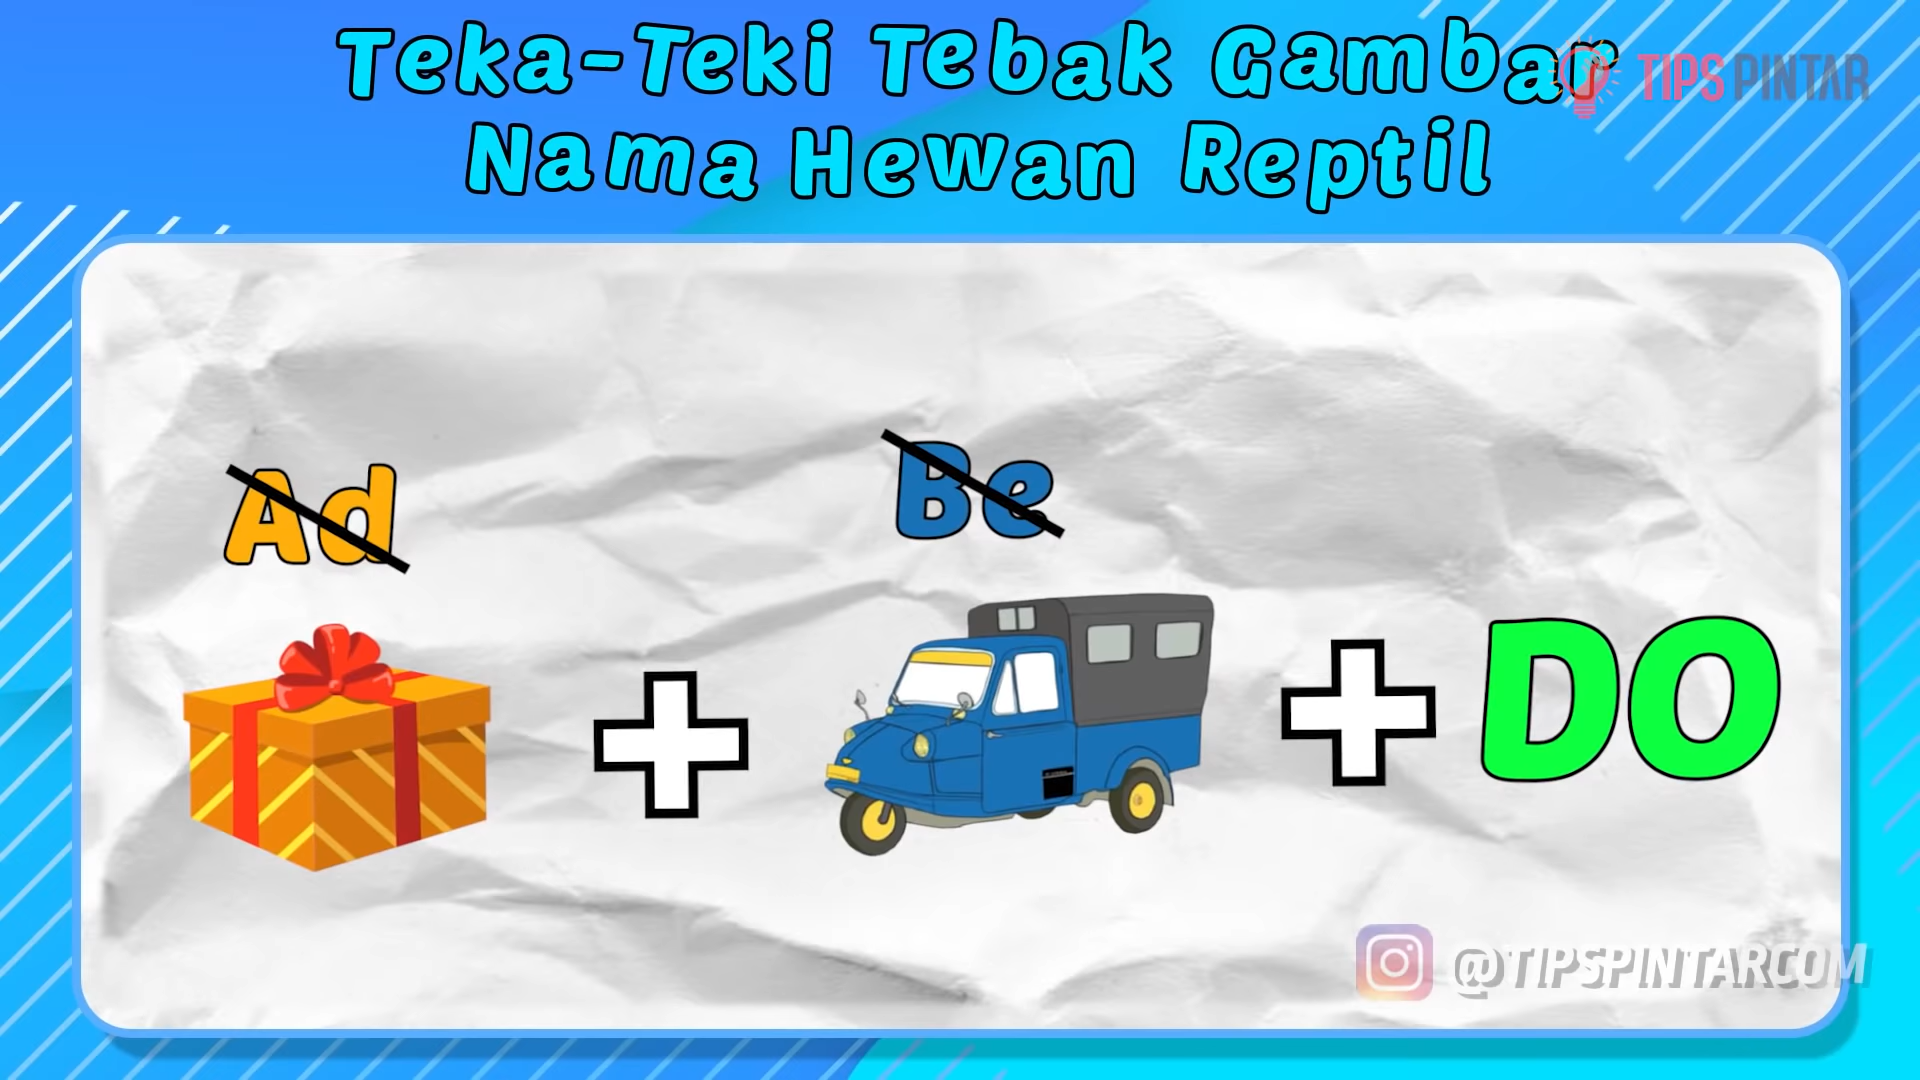 Teka-Teki Tebak Gambar
TIPS PINTAR
Nama Hewan Reptil
Ad
Be
DO
@TIPSPINTARCOM